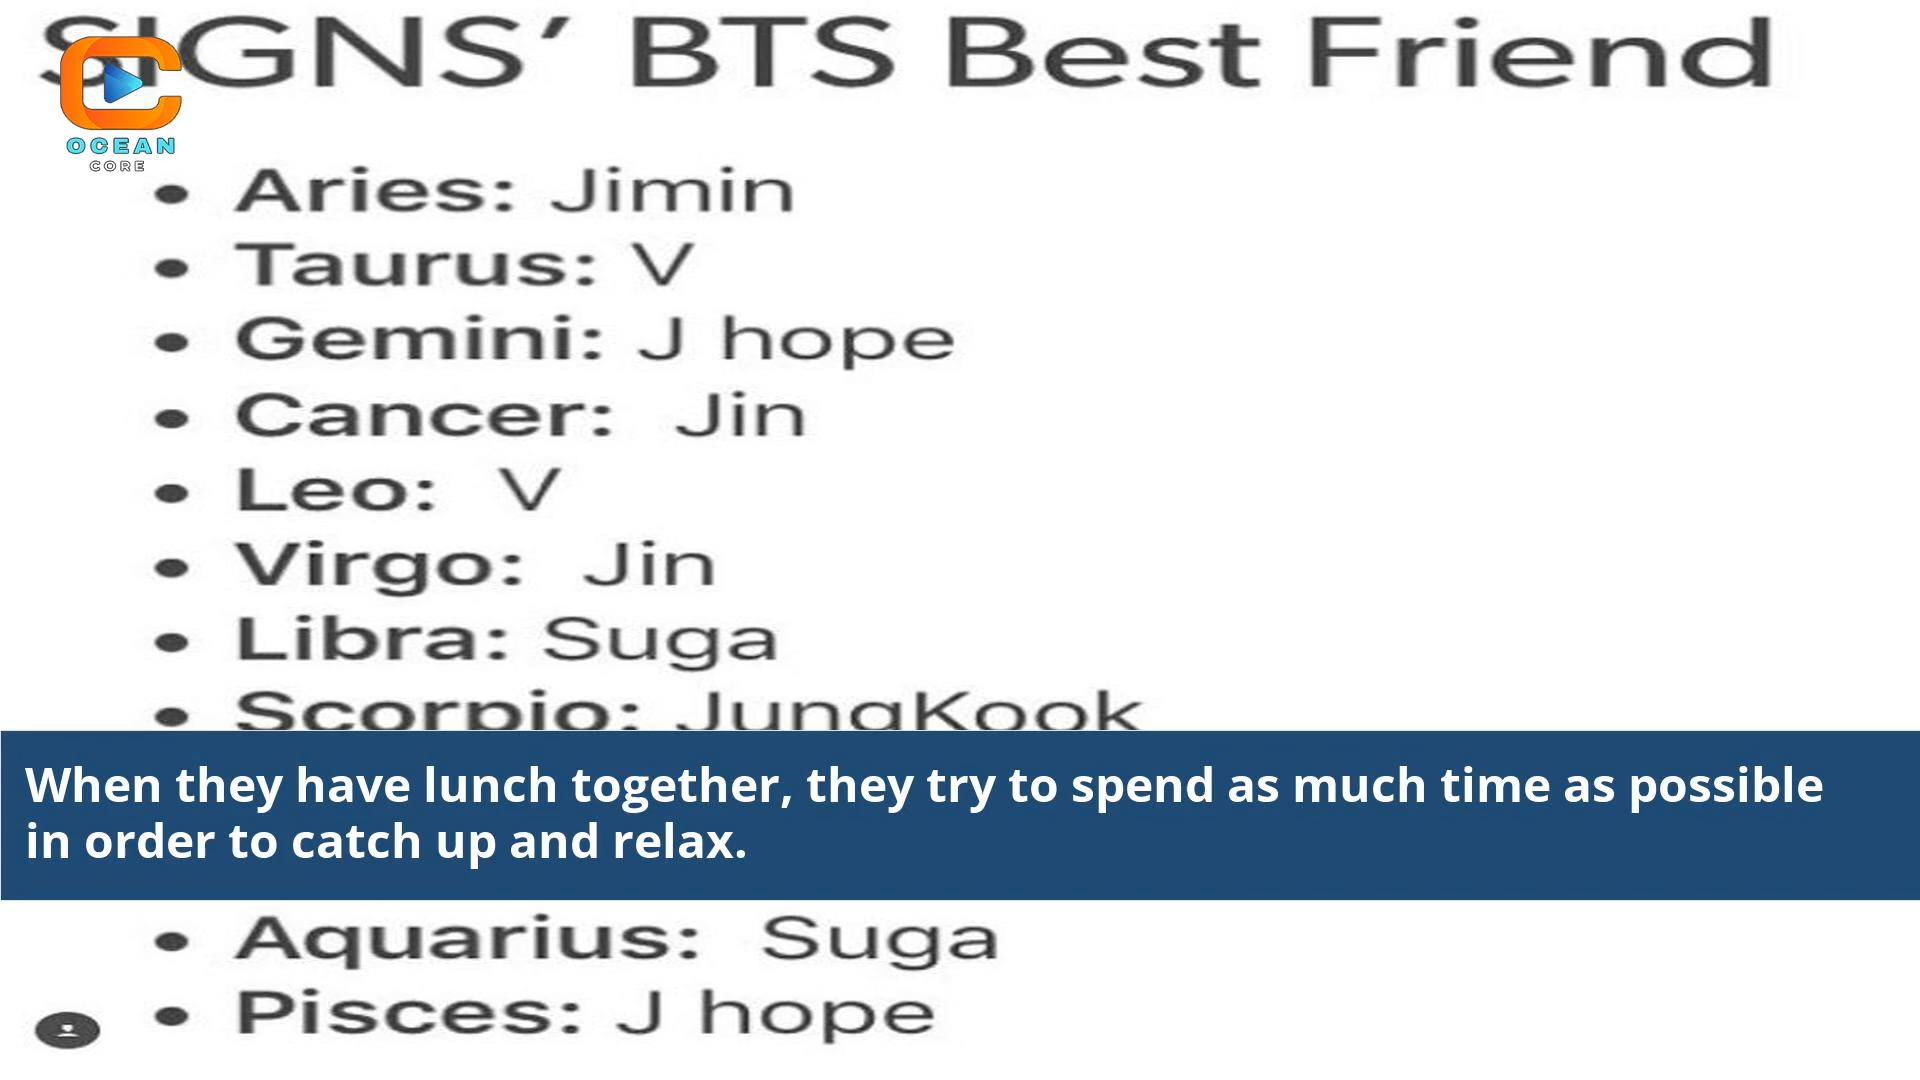 SIGNS’ BTS Best Friend
OCEAN
CORE
• Aries: Jimin
• Taurus: V
• Gemini: J hope
• Cancer: Jin
• Leo: V
• Virgo: Jin
• Libra: Suga
• Scorpio: JungKook
When they have lunch together, they try to spend as much time as possible
in order to catch up and relax.
• Aquarius: Suga
• Pisces: J hope